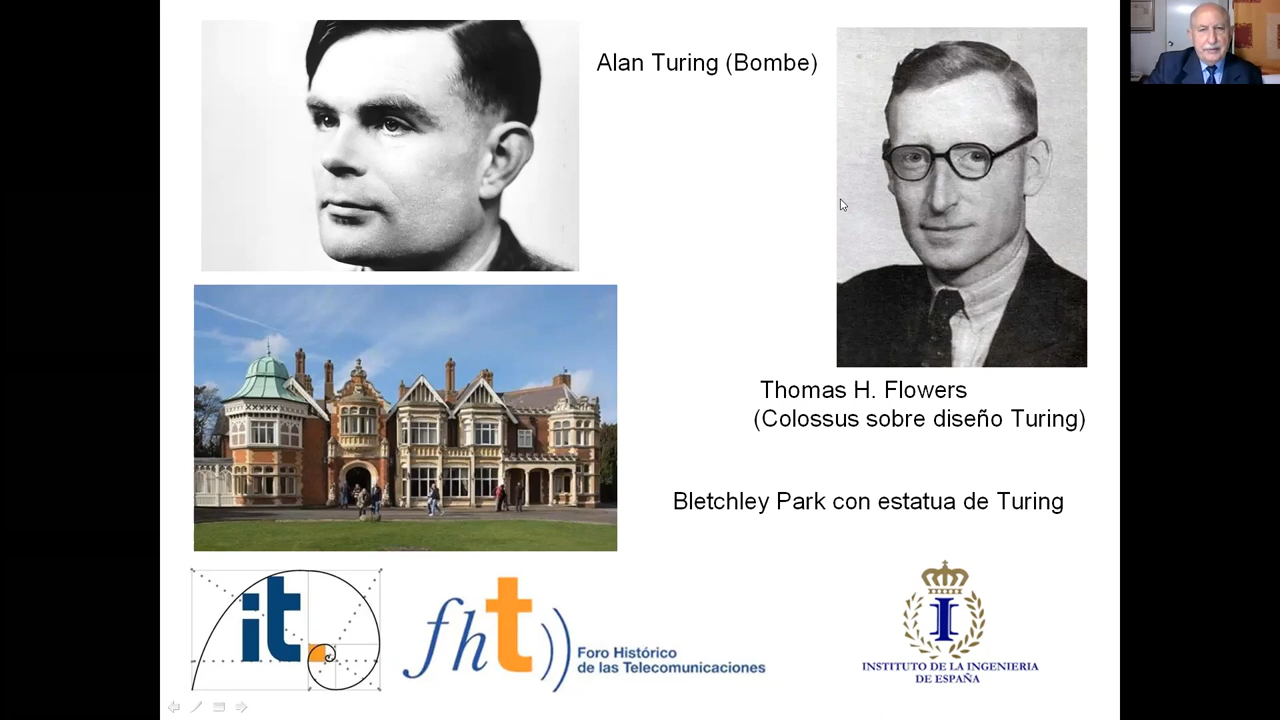 Alan Turing (Bombe)
Thomas H. Flowers
(Colossus sobre diseño Turing)
Bletchley Park con estatua de Turing
it
fht
Foro Histórico
de las Telecomunicaciones
I
INSTITUTO DE LA INGENIERIA
DE ESPAÑA